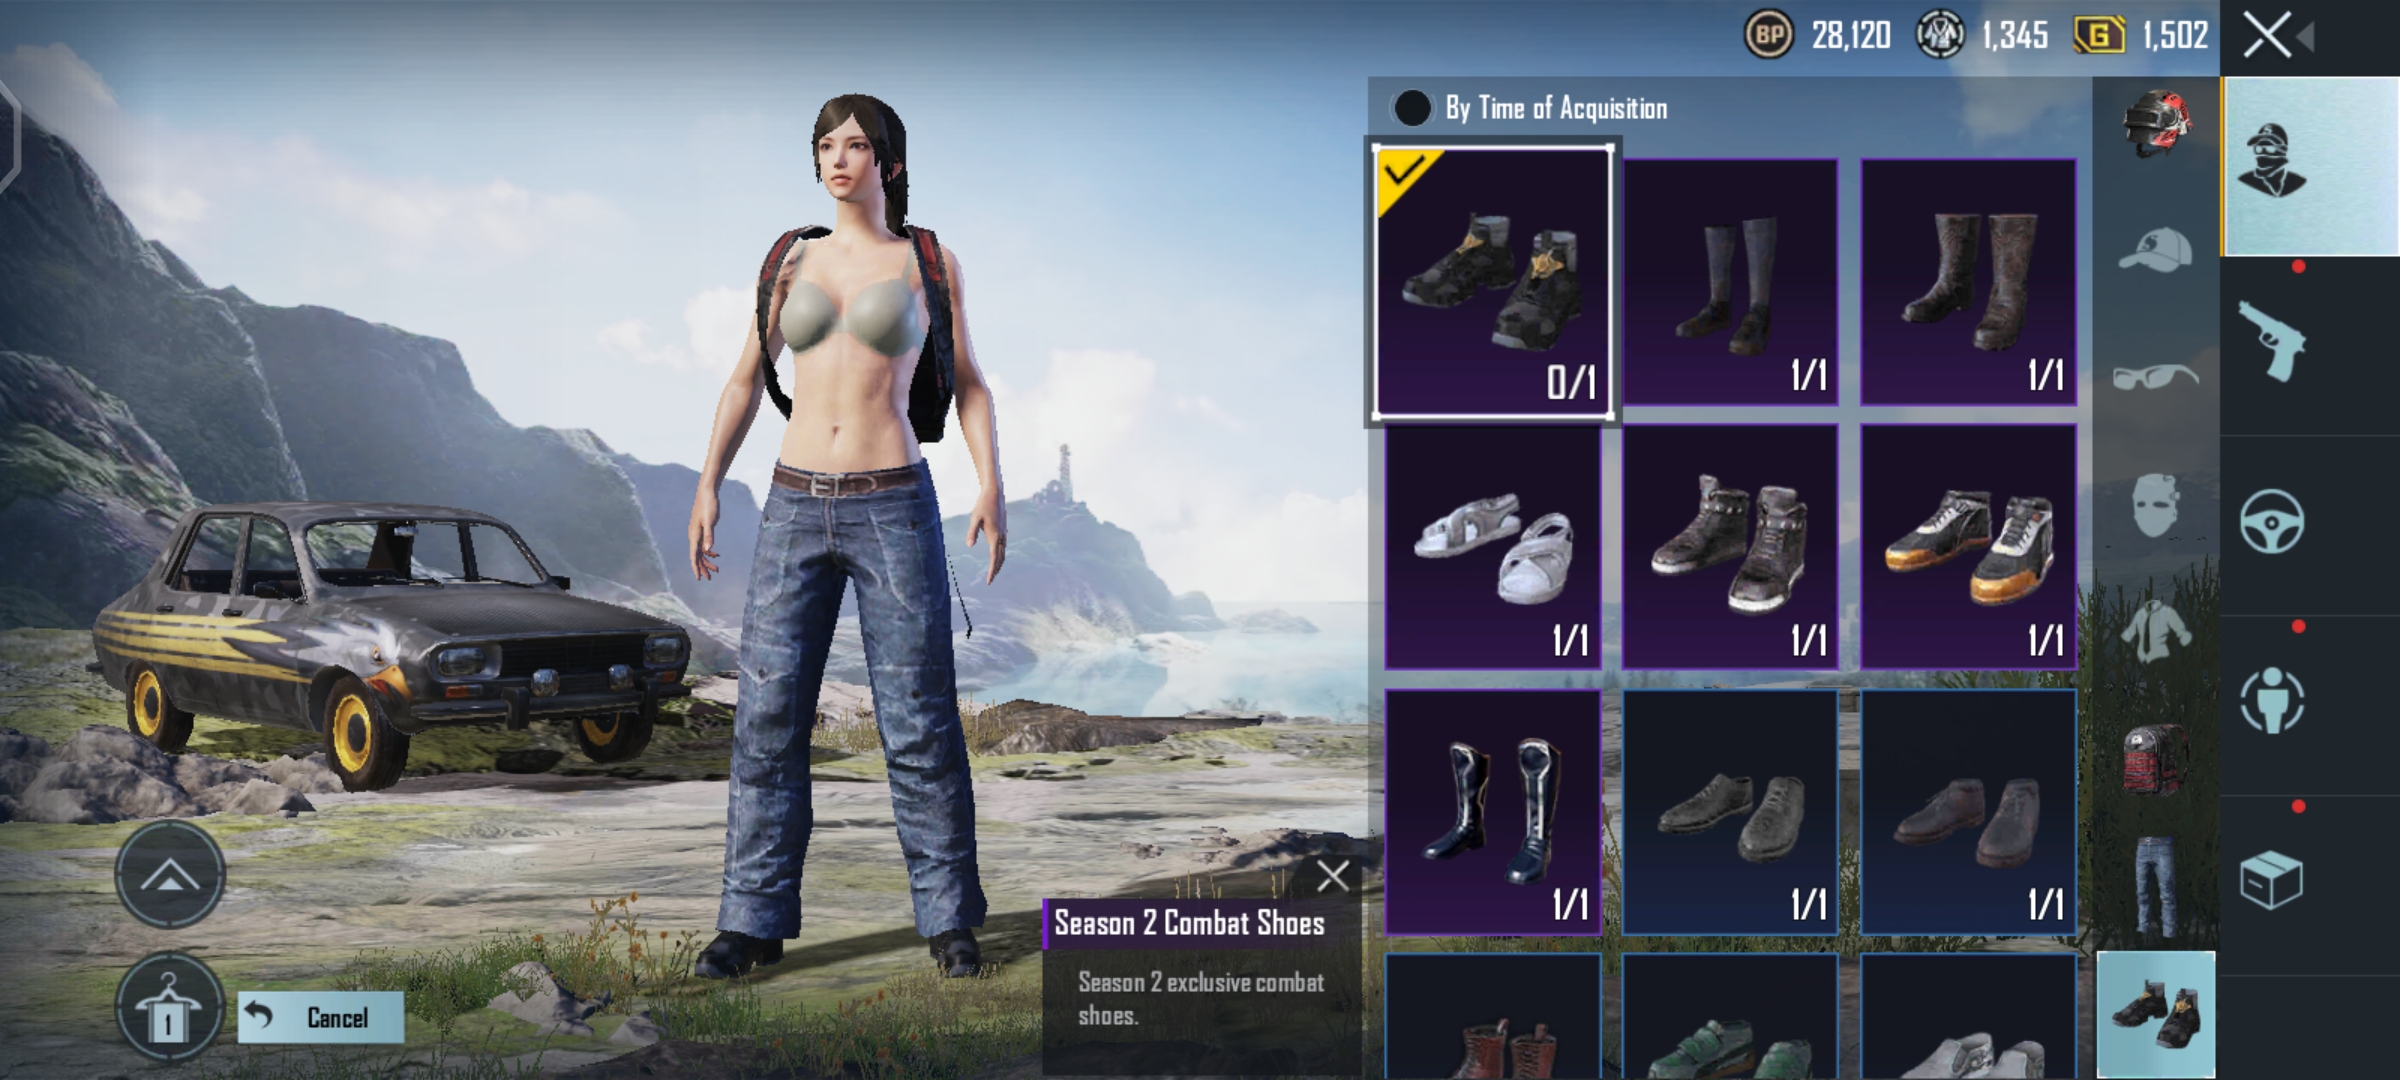 BP 28,120 1,345 G 1,502
By Time of Acquisition
0/1 1/1 1/1
1/1 1/1 1/1
1/1 1/1 1/1
Season 2 Combat Shoes
Season 2 exclusive combat
shoes.
1 Cancel